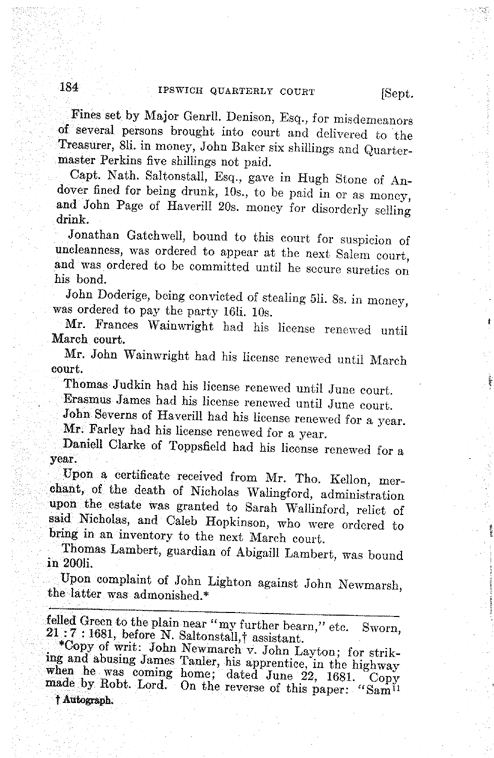 184 IPSWICH QUARTERLY COURT [Sept.
Fines set by Major Genrll. Denison, Esq., for misdemeanors
of several persons brought into court and delivered to the
Treasurer, 8li. in money, John Baker six shillings and Quarter-
master Perkins five shillings not paid.
Capt. Nath. Saltonstall, Esq., gave in Hugh Stone of An-
dover fined for being drunk, 10s., to be paid in or as money,
and John Page of Haverill 20s. money for disorderly selling
drink.
Jonathan Gatchwell, bound to this court for suspicion of
uncleanness, was ordered to appear at the next Salem court,
and was ordered to be committed until he secure sureties on
his bond.
John Doderige, being convicted of stealing 5li. 8s. in money,
was ordered to pay the party 16li. 10s.
Mr. Frances Wainwright had his license renewed until
March court.
Mr. John Wainwright had his license renewed until March
court.
Thomas Judkin had his license renewed until June court.
Erasmus James had his license renewed until June court.
John Severns of Haverill had his license renewed for a year.
Mr. Farley had his license renewed for a year.
Daniell Clarke of Toppsfield had his license renewed for a
year.
Upon a certificate received from Mr. Tho. Kellon, mer-
chant, of the death of Nicholas Walingford, administration
upon the estate was granted to Sarah Wallinford, relict of
said Nicholas, and Caleb Hopkinson, who were ordered to
bring in an inventory to the next March court.
Thomas Lambert, guardian of Abigaill Lambert, was bound
in 200li.
Upon complaint of John Lighton against John Newmarsh,
the latter was admonished.*
felled Green to the plain near "my further bearn," etc. Sworn,
21 : 7 : 1681, before N. Saltonstall,† assistant.
*Copy of writ: John Newmarch v. John Layton; for strik-
ing and abusing James Tanler, his apprentice, in the highway
when he was coming home; dated June 22, 1681. Copy
made by Robt. Lord. On the reverse of this paper: "Samll
† Autograph.